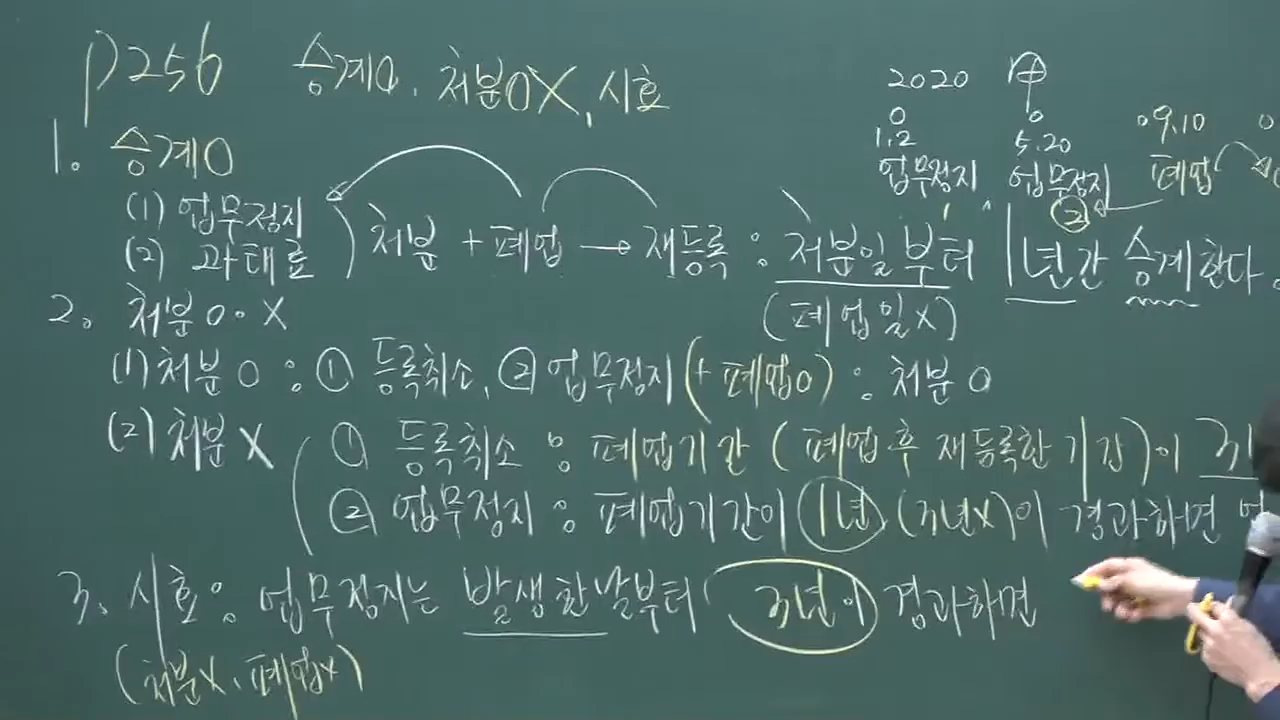 p256 승계O, 처분OX, 시효
2020 甲
1.2 5.20 9.10
업무정지 업무정지 폐업
②
1. 승계O
(1) 업무정지
(2) 과태료
처분 + 폐업 → 재등록 : 처분일부터 1년간 승계한다.
(폐업일X)
2. 처분O·X
(1) 처분O : ① 등록취소, ② 업무정지 (+ 폐업O) : 처분O
(2) 처분X ① 등록취소 : 폐업기간 (폐업후 재등록한 기간)이 3
② 업무정지 : 폐업기간이 1년 (3년X)이 경과하면
3. 시효 : 업무정지는 발생한날부터 3년이 경과하면
(처분X, 폐업X)